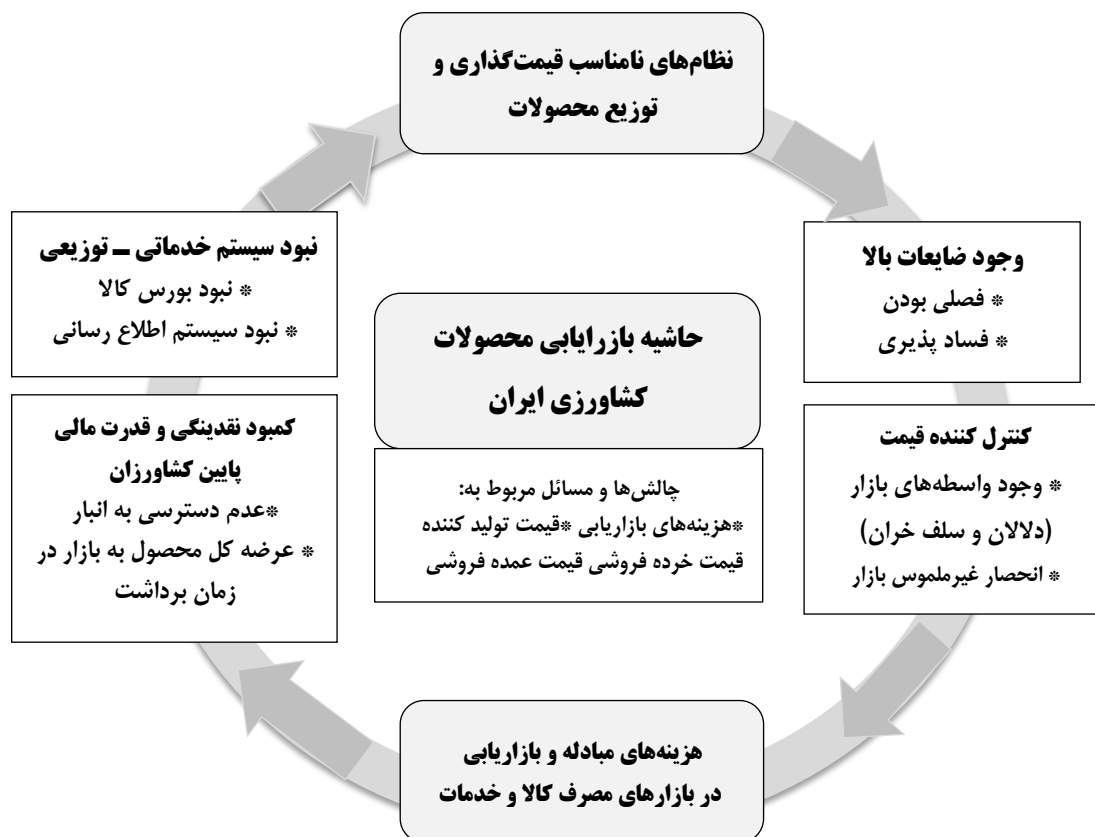 نظام‌های نامناسب قیمت‌گذاری و
توزیع محصولات
وجود ضایعات بالا
* فصلی بودن
* فساد پذیری
کنترل کننده قیمت
* وجود واسطه‌های بازار
(دلالان و سلف خران)
* انحصار غیرملموس بازار
هزینه‌های مبادله و بازاریابی
در بازارهای مصرف کالا و خدمات
کمبود نقدینگی و قدرت مالی
پایین کشاورزان
*عدم دسترسی به انبار
* عرضه کل محصول به بازار در
زمان برداشت
نبود سیستم خدماتی – توزیعی
* نبود بورس کالا
* نبود سیستم اطلاع رسانی
حاشیه بازرایابی محصولات
کشاورزی ایران
چالش‌ها و مسائل مربوط به:
*هزینه‌های بازاریابی *قیمت تولید کننده
قیمت خرده فروشی قیمت عمده فروشی